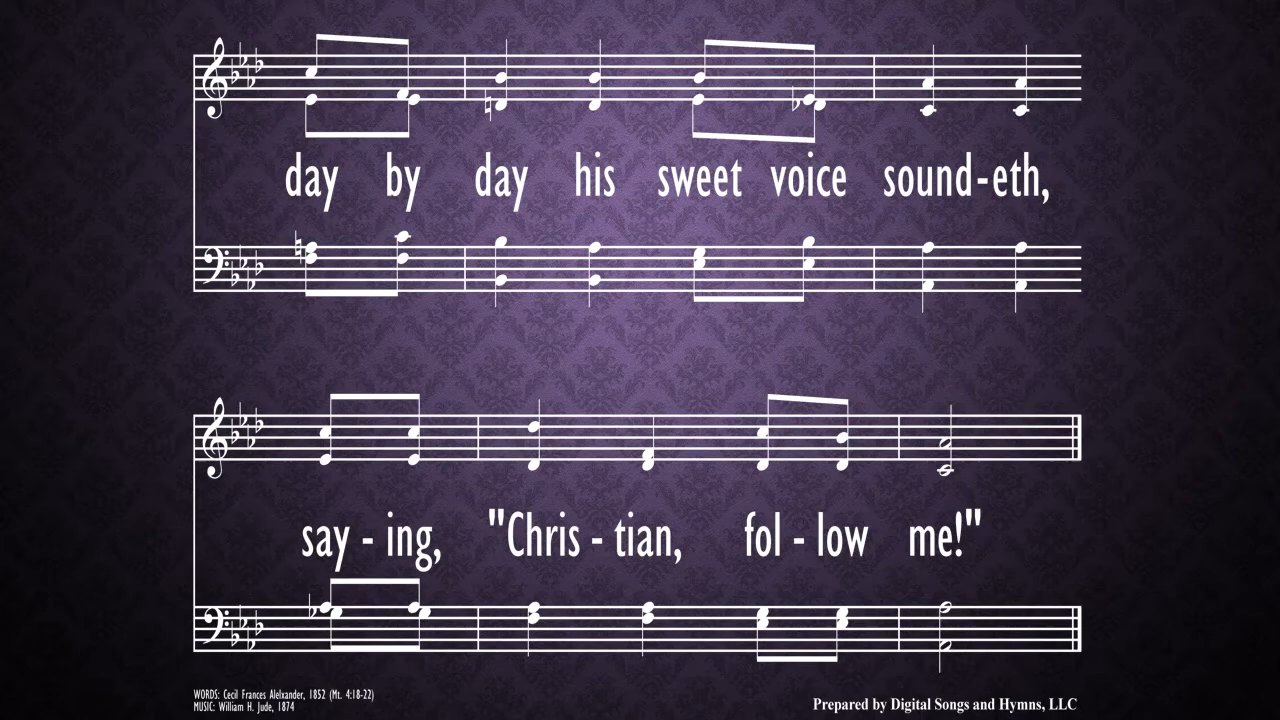 day by day his sweet voice sound-eth,
say - ing, "Chris - tian, fol - low me!"
WORDS: Cecil Frances Alelxander, 1852 (Mt. 4:18-22)
MUSIC: William H. Jude, 1874
Prepared by Digital Songs and Hymns, LLC